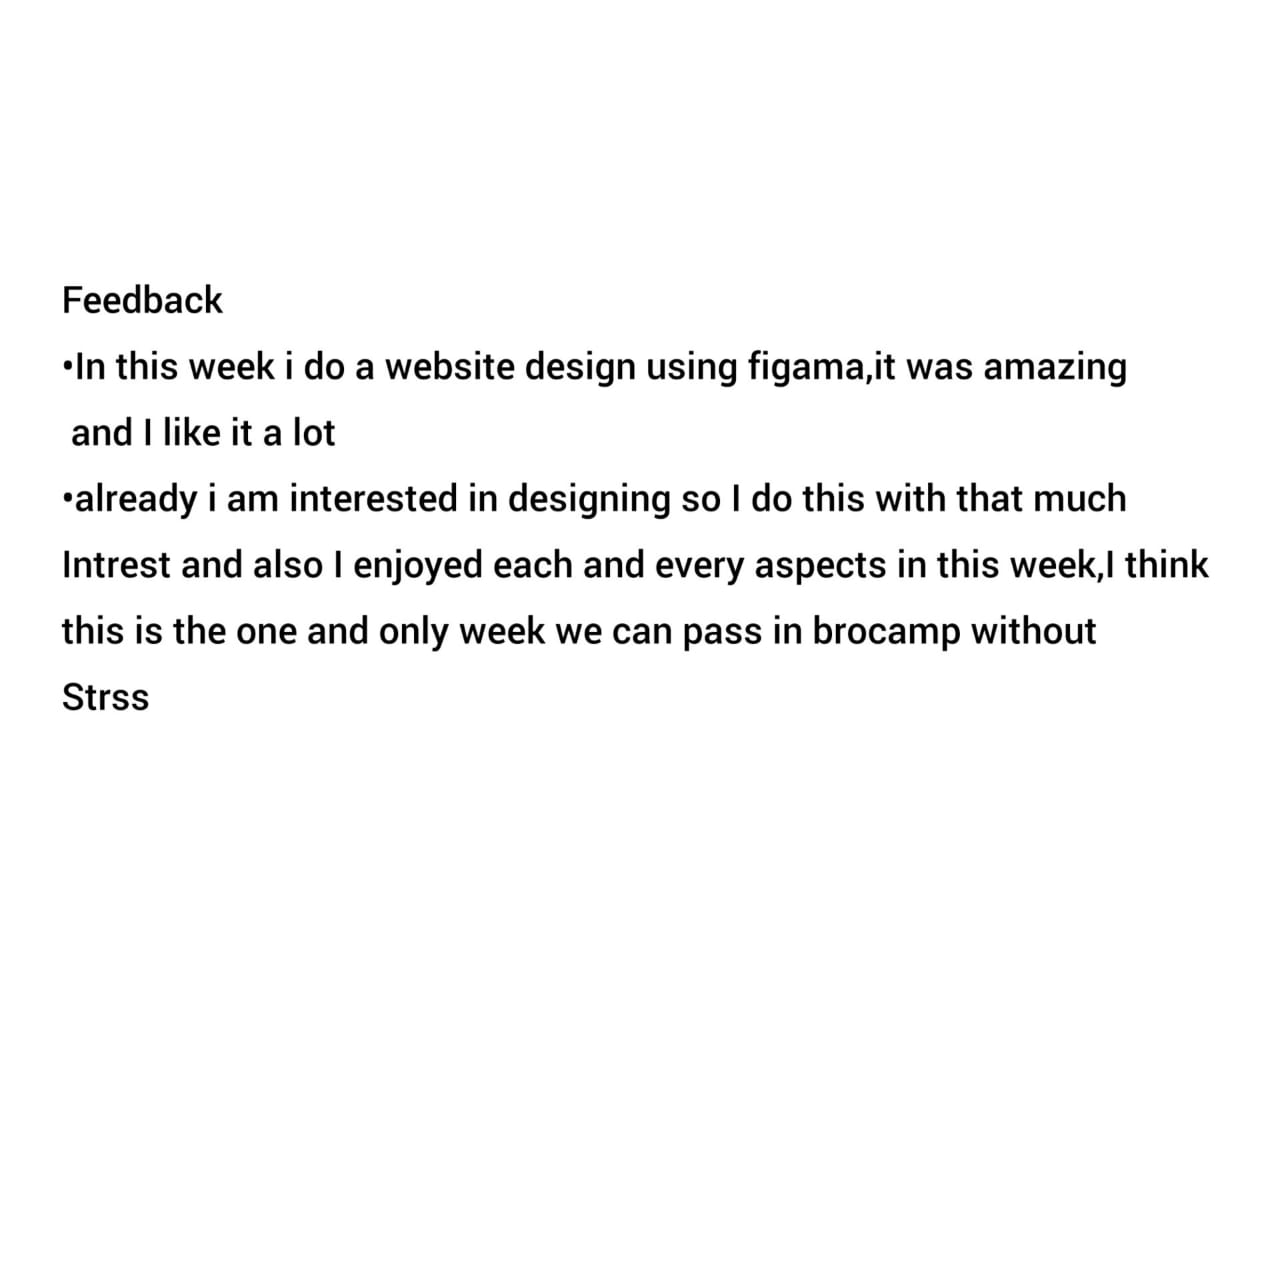 Feedback
•In this week i do a website design using figama,it was amazing
and I like it a lot
•already i am interested in designing so I do this with that much
Intrest and also I enjoyed each and every aspects in this week,I think
this is the one and only week we can pass in brocamp without
Strss